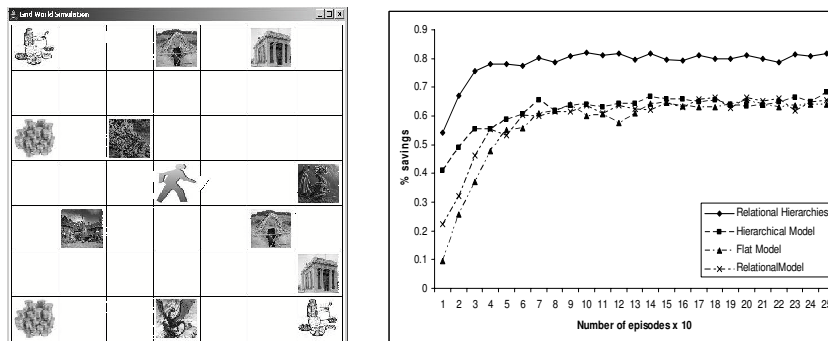 Grid World Simulation
0.9
0.8
0.7
0.6
0.5
0.4
0.3
0.2
0.1
0
% savings
1 2 3 4 5 6 7 8 9 10 11 12 13 14 15 16 17 18 19 20 21 22 23 24 25
Number of episodes x 10
Relational Hierarchies
Hierarchical Model
Flat Model
RelationalModel